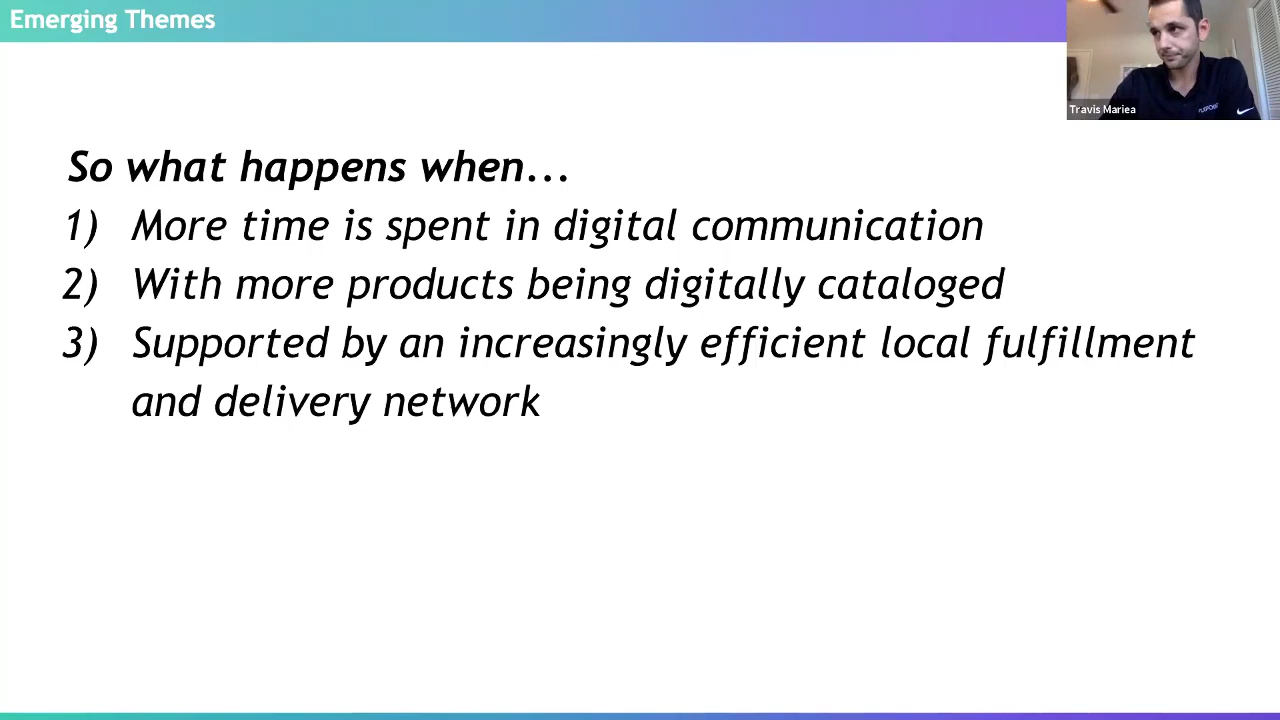 Emerging Themes
Travis Mariea
So what happens when...
1) More time is spent in digital communication
2) With more products being digitally cataloged
3) Supported by an increasingly efficient local fulfillment
and delivery network